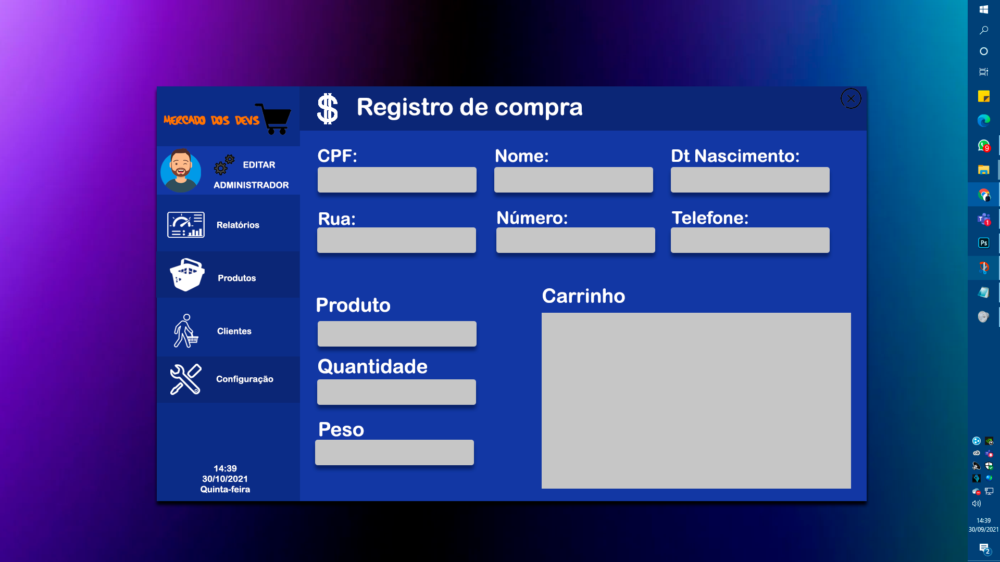 MERCADO DOS DEVS
EDITAR
ADMINISTRADOR
Relatórios
Produtos
Clientes
Configuração
14:39
30/10/2021
Quinta-feira
$ Registro de compra
CPF: Nome: Dt Nascimento:
Rua: Número: Telefone:
Produto
Quantidade
Peso
Carrinho
9
T 1
Ps
14:39
30/09/2021
2